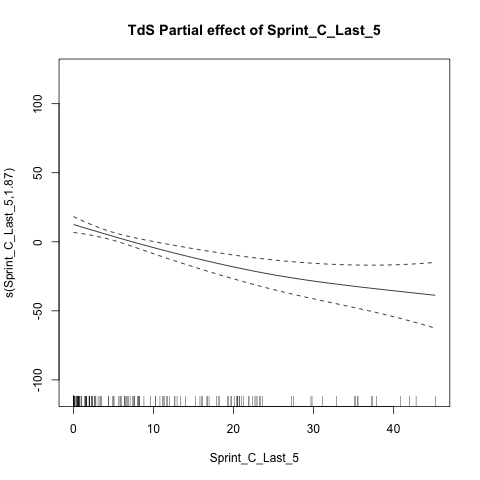 TdS Partial effect of Sprint_C_Last_5
s(Sprint_C_Last_5,1.87)
100
50
0
-50
-100
0 10 20 30 40
Sprint_C_Last_5